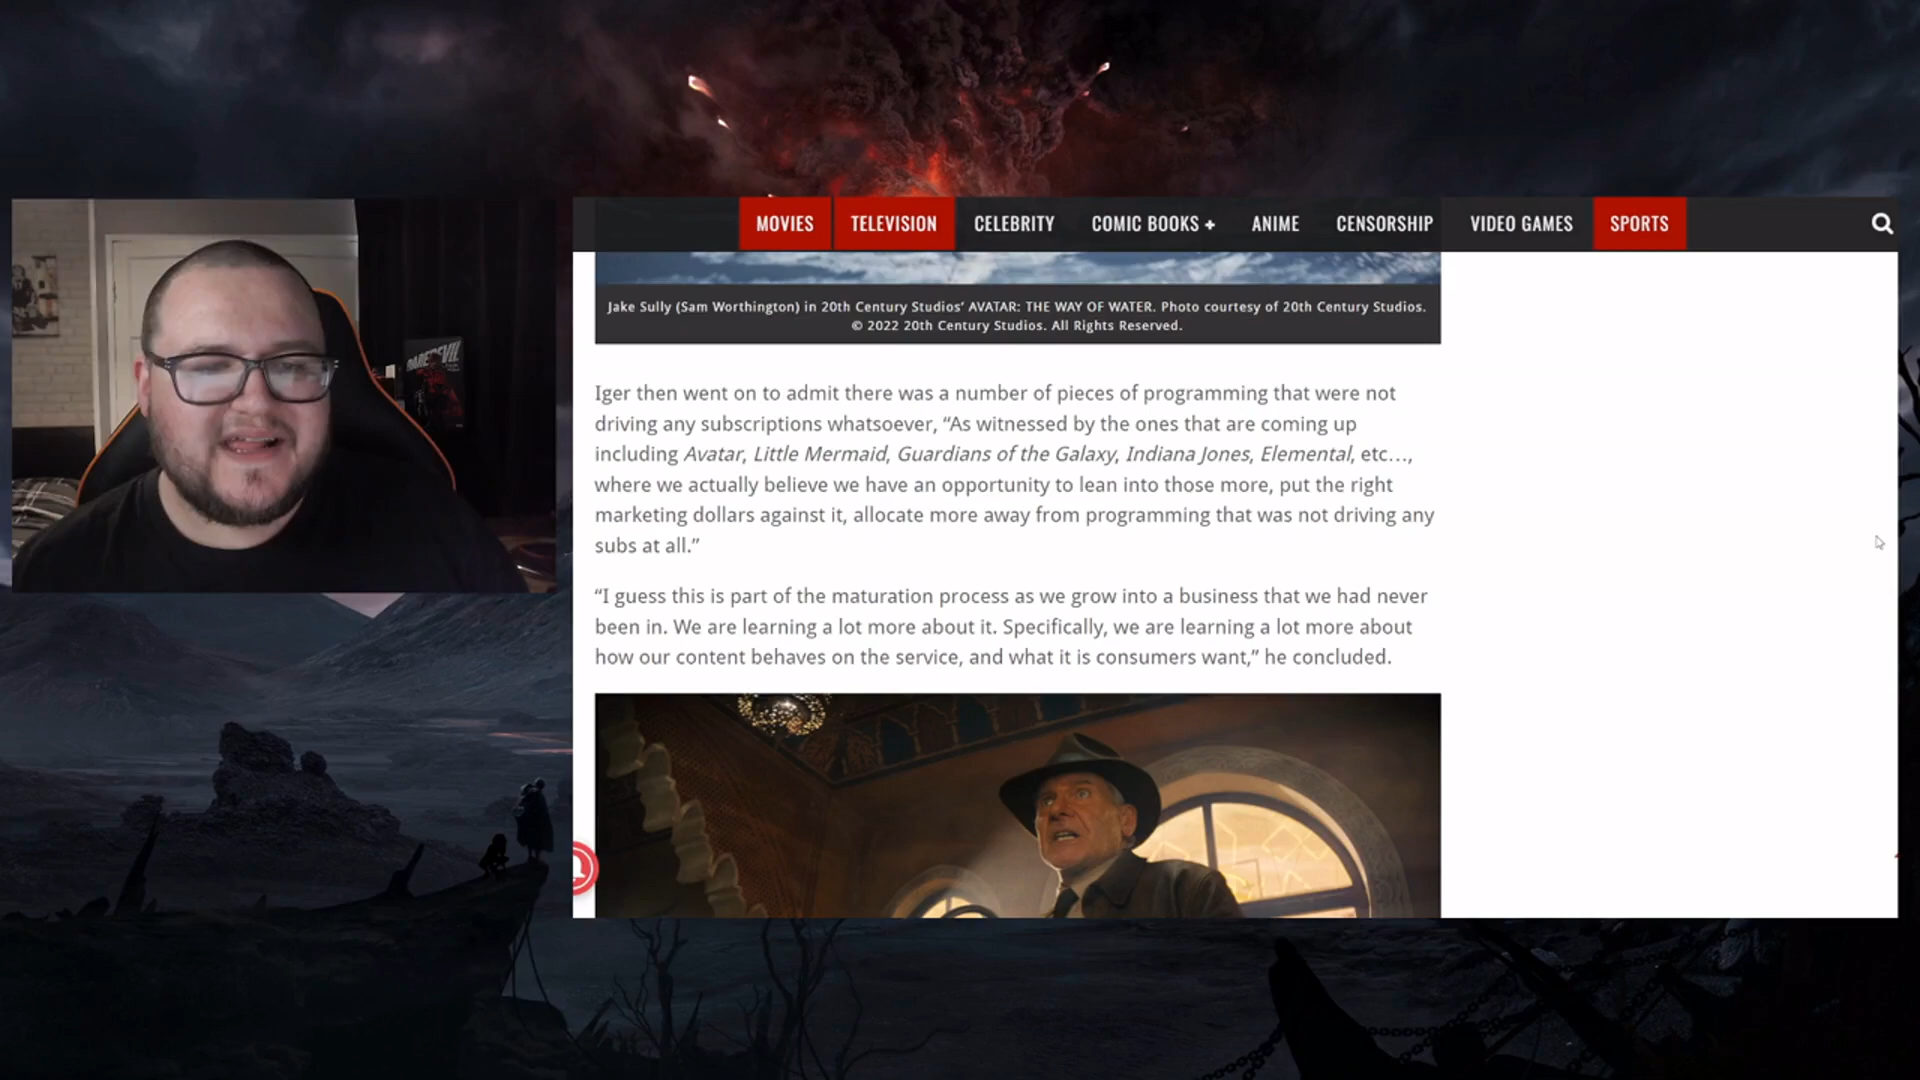 DAREDEVIL
MOVIES TELEVISION CELEBRITY COMIC BOOKS + ANIME CENSORSHIP VIDEO GAMES SPORTS
Jake Sully (Sam Worthington) in 20th Century Studios’ AVATAR: THE WAY OF WATER. Photo courtesy of 20th Century Studios.
© 2022 20th Century Studios. All Rights Reserved.
Iger then went on to admit there was a number of pieces of programming that were not
driving any subscriptions whatsoever, “As witnessed by the ones that are coming up
including Avatar, Little Mermaid, Guardians of the Galaxy, Indiana Jones, Elemental, etc…,
where we actually believe we have an opportunity to lean into those more, put the right
marketing dollars against it, allocate more away from programming that was not driving any
subs at all.”
“I guess this is part of the maturation process as we grow into a business that we had never
been in. We are learning a lot more about it. Specifically, we are learning a lot more about
how our content behaves on the service, and what it is consumers want,” he concluded.